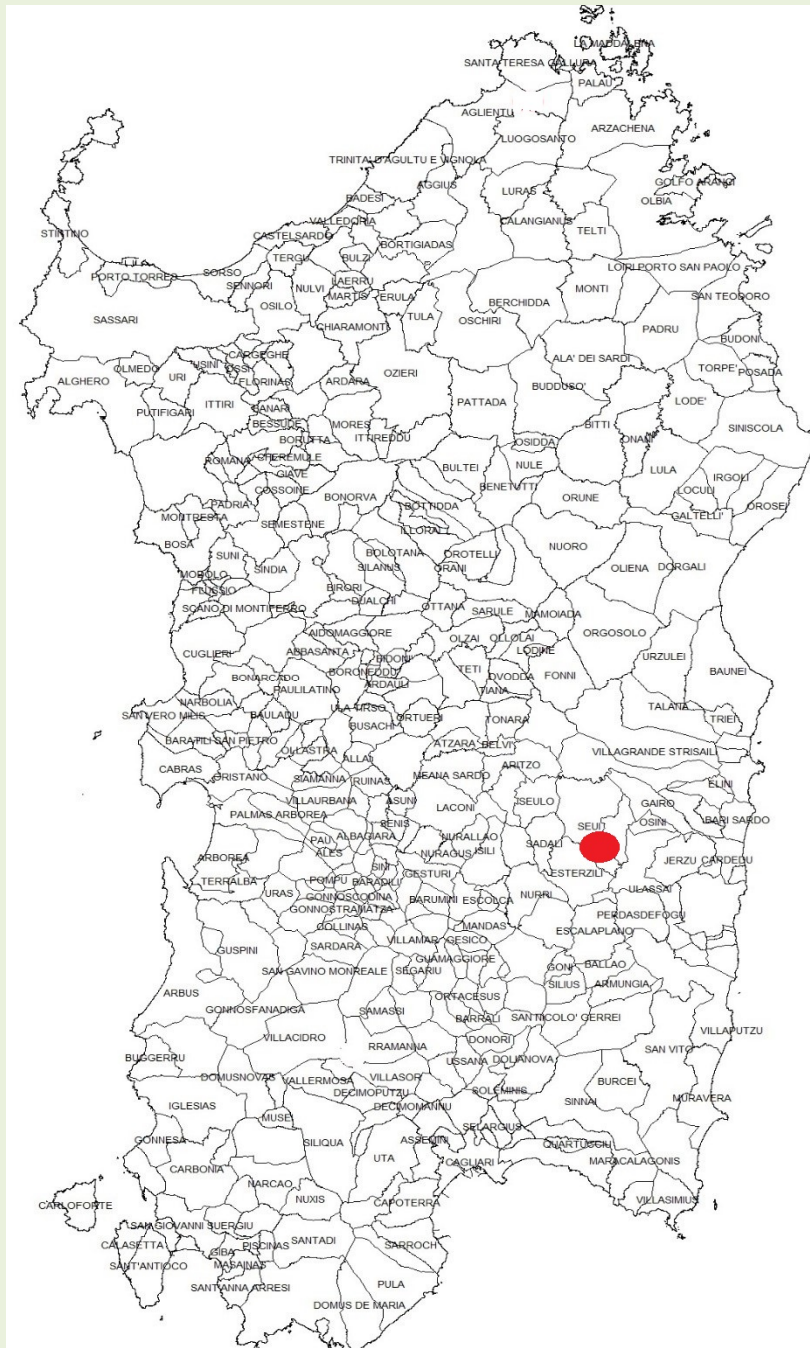 LA MADDALENA
SANTA TERESA GALLURA
PALAU
AGLIENTU
ARZACHENA
LUOGOSANTO
TRINITA' D'AGULTU E VIGNOLA
AGGIUS
LURAS
GOLFO ARANCI
BADESI
OLBIA
VALLEDORIA
CALANGIANUS
TELTI
STINTINO
CASTELSARDO
BORTIGIADAS
TERGU
BULZI
LOIRI PORTO SAN PAOLO
PORTO TORRES
SORSO
SENNORI
NULVI
LAERRU
MARTIS
ERULA
MONTI
SAN TEODORO
OSILO
BERCHIDDA
SASSARI
TULA
OSCHIRI
CHIARAMONTI
PADRU
BUDONI
CARGEGHE
ALA' DEI SARDI
OLMEDO
USINI
OSSI
TORPE'
POSADA
ALGHERO
URI
FLORINAS
ARDARA
OZIERI
BUDDUSO'
PATTADA
LODE'
ITTIRI
PUTIFIGARI
BANARI
BESSUDE
MORES
BITTI
SINISCOLA
BORUTTA
ITTIREDDU
OSIDDA
ONANI
ROMANA
CHEREMULE
GIAVE
BULTEI
NULE
LULA
IRGOLI
COSSOINE
BENETUTTI
LOCULI
BONORVA
ORUNE
PADRIA
BOTTIDDA
OROSEI
MONTRESTA
SEMESTENE
GALTELLI'
ILLORAI
BOSA
NUORO
SUNI
BOLOTANA
OROTELLI
SINDIA
SILANUS
ORANI
OLIENA
DORGALI
MODOLO
FLUSSIO
BIRORI
DUALCHI
OTTANA
SCANO DI MONTIFERRO
SARULE
MAMOIADA
AIDOMAGGIORE
ORGOSOLO
OLZAI
OLLOLAI
ABBASANTA
LODINE
CUGLIERI
BIDONI
URZULEI
BORONEDDU
TETI
OVODDA
FONNI
BAUNEI
BONARCADO
ARDAULI
PAULILATINO
TIANA
NARBOLIA
ULA TIRSO
TALANA
SAN VERO MILIS
BAULADU
BUSACHI
ORTUERI
TONARA
TRIEI
BARATILI SAN PIETRO
OLLASTRA
ATZARA
BELVI
VILLAGRANDE STRISAILI
CABRAS
ALLAI
ARITZO
ORISTANO
SIAMANNA
RUINAS
MEANA SARDO
ELINI
VILLAURBANA
ASUNI
LACONI
SEULO
GAIRO
PALMAS ARBOREA
SENIS
SEUI
OSINI
BARI SARDO
PAU
ALBAGIARA
NURALLAO
SADALI
ARBOREA
ALES
NURAGUS
ISILI
JERZU
CARDEDU
TERRALBA
SINI
GESTURI
ESTERZILI
POMPU
BARADILI
URAS
GONNOSCODINA
BARUMINI
ESCOLCA
NURRI
ULASSAI
GONNOSTRAMATZA
PERDASDEFOGU
COLLINAS
MANDAS
ESCALAPLANO
GUSPINI
SARDARA
VILLAMAR
GESICO
GUAMAGGIORE
SAN GAVINO MONREALE
SEGARIU
GONI
BALLAO
ARBUS
SILIUS
ARMUNGIA
ORTACESUS
GONNOSFANADIGA
SAMASSI
BARRALI
SAN NICOLO' GERREI
VILLACIDRO
VILLAPUTZU
RRAMANNA
DONORI
SAN VITO
BUGGERRU
USSANA
DOLIANOVA
DOMUSNOVAS
VALLERMOSA
VILLASOR
BURCEI
DECIMOPUTZU
SOLEMINIS
SINNAI
MURAVERA
IGLESIAS
DECIMOMANNU
MUSEI
SELARGIUS
GONNESA
SILIQUA
ASSEMINI
QUARTUCCIU
UTA
CAGLIARI
MARACALAGONIS
CARBONIA
NARCAO
NUXIS
CAPOTERRA
VILLASIMIUS
CARLOFORTE
SAN GIOVANNI SUERGIU
SANTADI
CALASETTA
GIBA
PISCINAS
SARROCH
SANT'ANTIOCO
MASAINAS
SANT'ANNA ARRESI
PULA
DOMUS DE MARIA